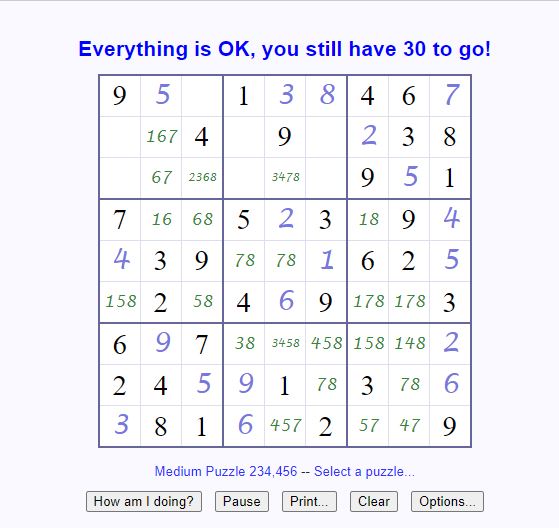 Everything is OK, you still have 30 to go!
9 5 1 3 8 4 6 7
167 4 9 2 3 8
67 2368 3478 9 5 1
7 16 68 5 2 3 18 9 4
4 3 9 78 78 1 6 2 5
158 2 58 4 6 9 178 178 3
6 9 7 38 3458 458 158 148 2
2 4 5 9 1 78 3 78 6
3 8 1 6 457 2 57 47 9
Medium Puzzle 234,456 -- Select a puzzle...
How am I doing? Pause Print... Clear Options...